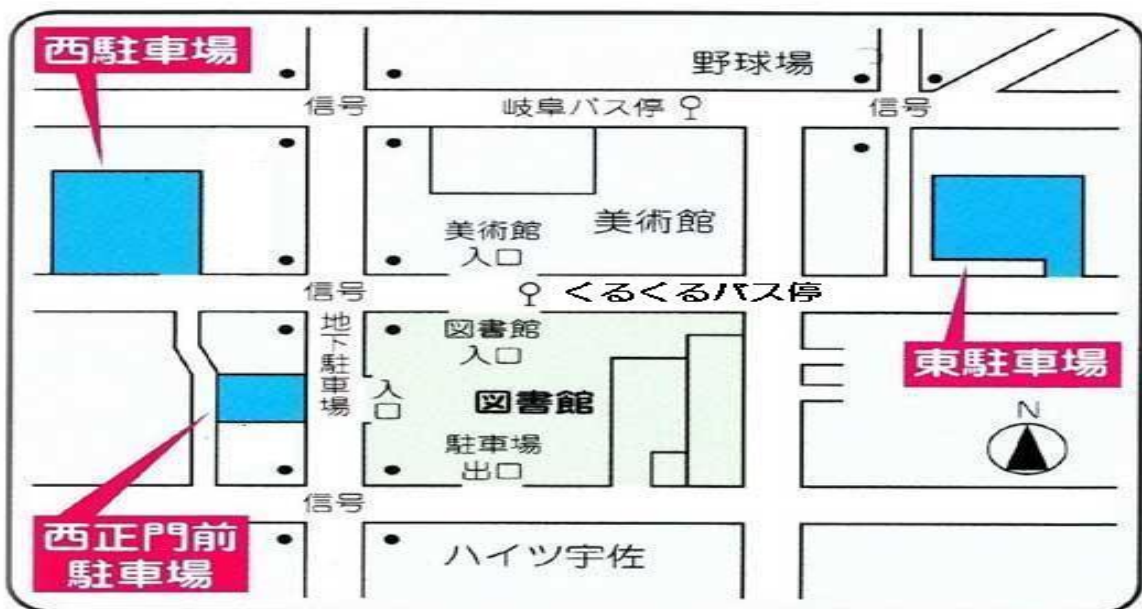 西駐車場
野球場
信号
岐阜バス停
信号
美術館
入口
美術館
信号
くるくるバス停
地下駐車場
入口
図書館
入口
図書館
東駐車場
N
駐車場
出口
信号
西正門前
駐車場
ハイツ宇佐